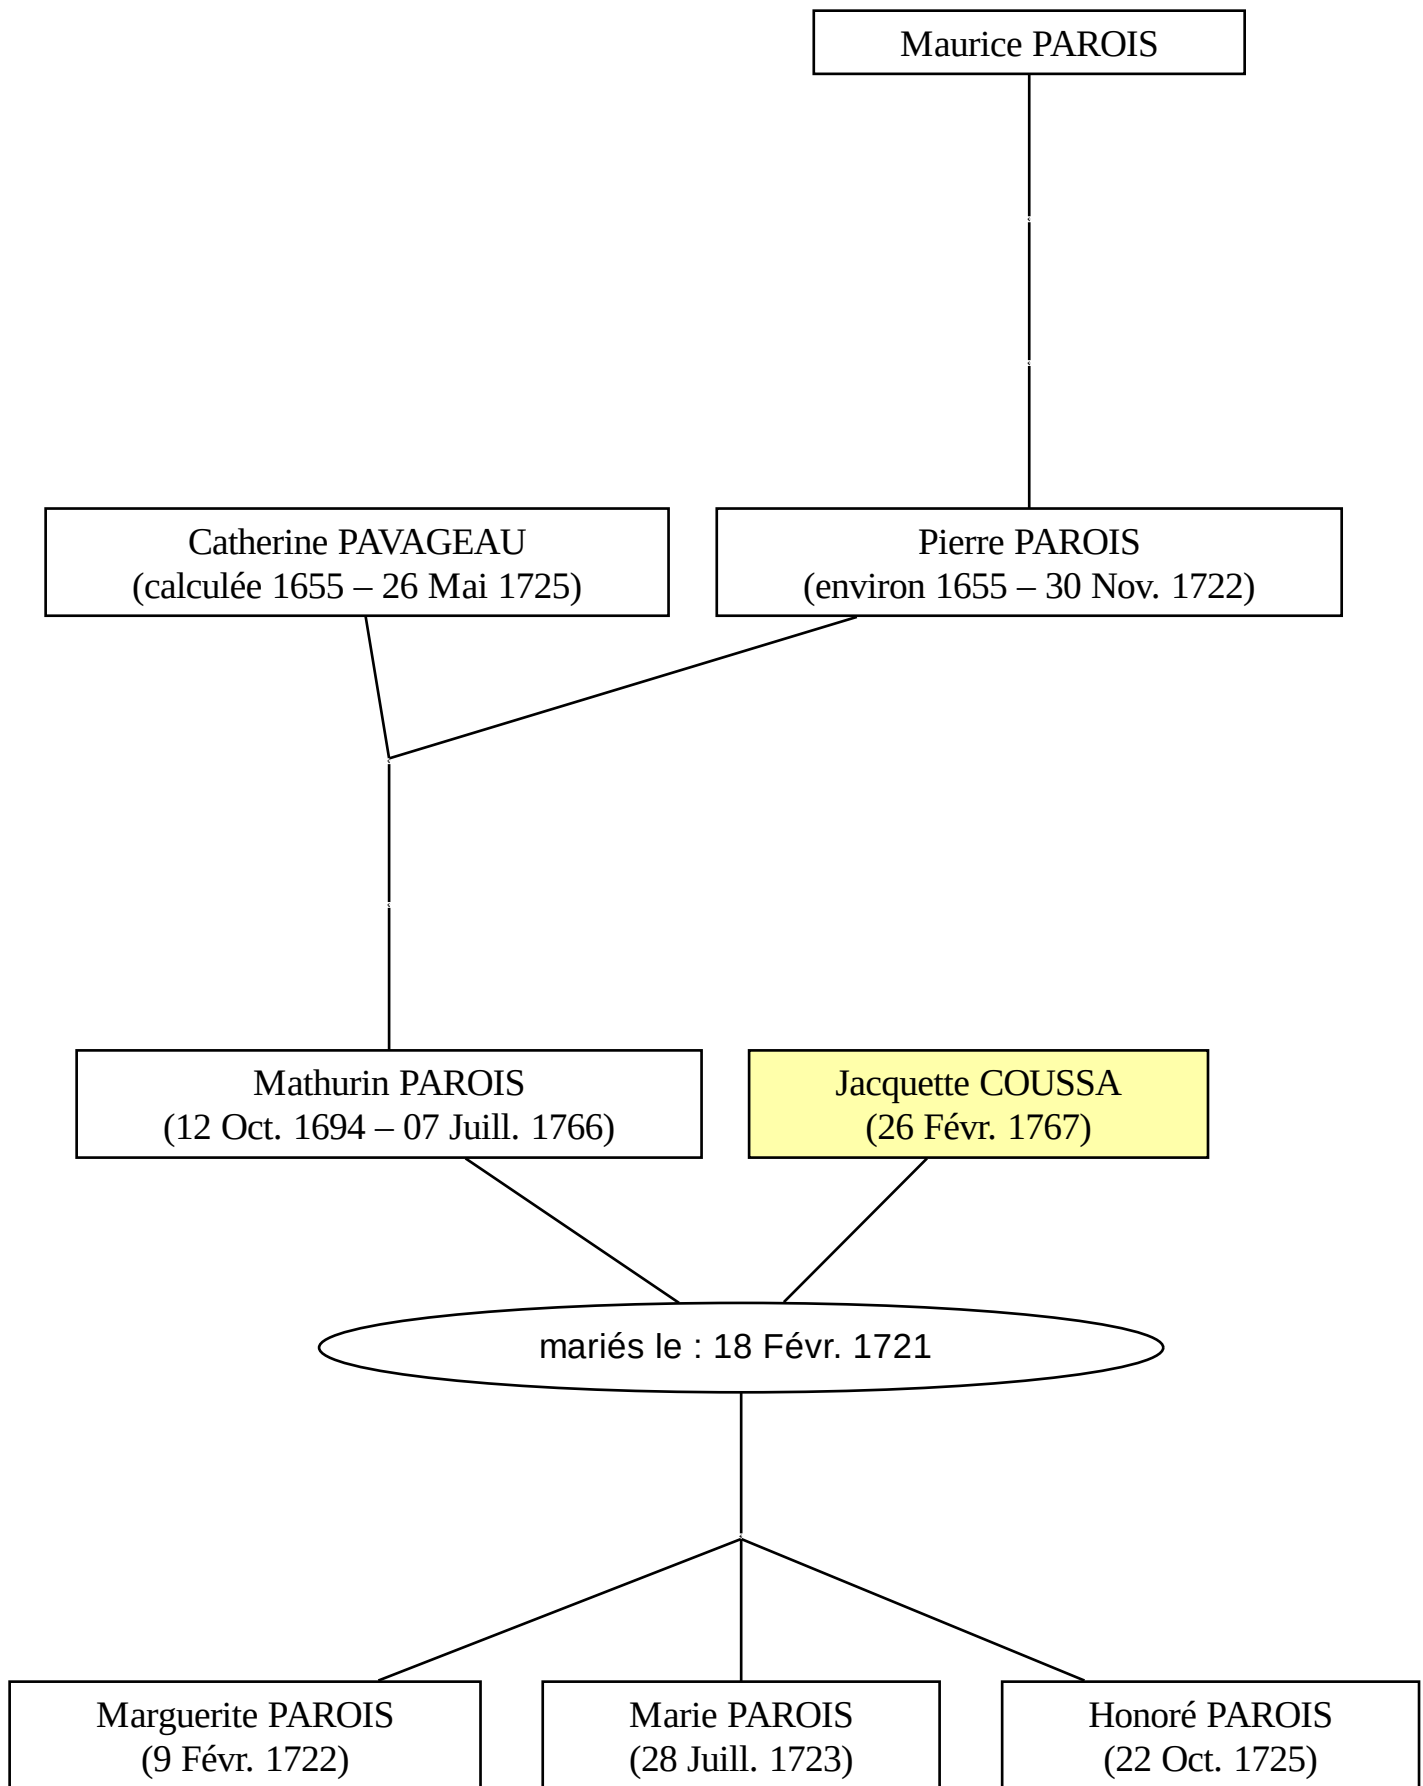 Maurice PAROIS
Catherine PAVAGEAU
(calculée 1655 – 26 Mai 1725)
Pierre PAROIS
(environ 1655 – 30 Nov. 1722)
Mathurin PAROIS
(12 Oct. 1694 – 07 Juill. 1766)
Jacquette COUSSA
(26 Févr. 1767)
mariés le : 18 Févr. 1721
Marguerite PAROIS
(9 Févr. 1722)
Marie PAROIS
(28 Juill. 1723)
Honoré PAROIS
(22 Oct. 1725)